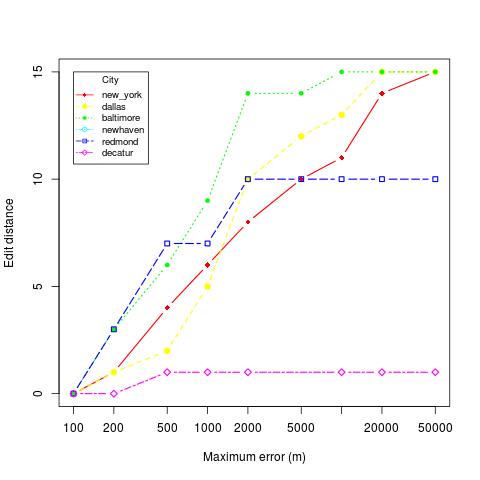 City
new_york
dallas
baltimore
newhaven
redmond
decatur
15
10
5
0
Edit distance
100 200 500 1000 2000 5000 20000 50000
Maximum error (m)